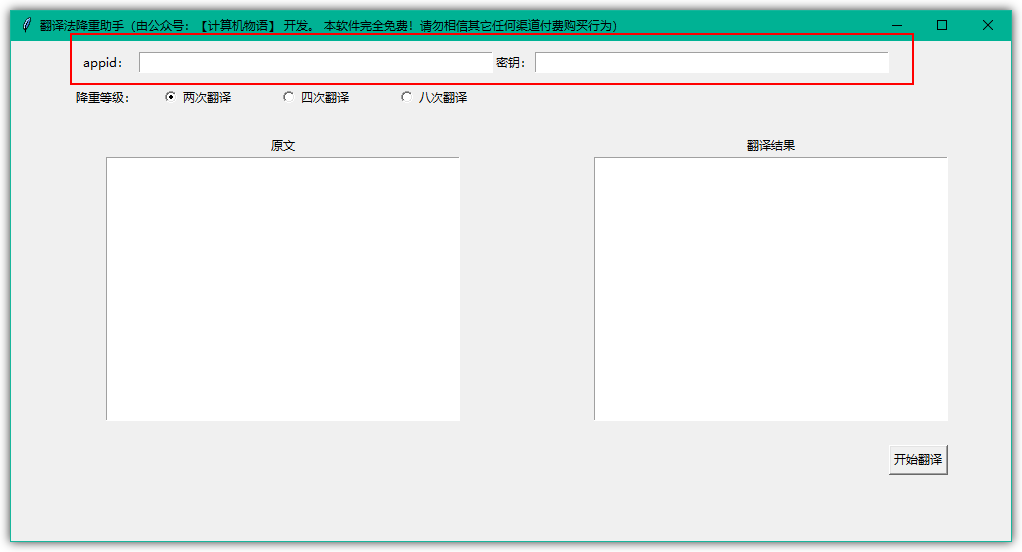 翻译法降重助手（由公众号：【计算机物语】 开发。 本软件完全免费！请勿相信其它任何渠道付费购买行为）
appid： 密钥：
降重等级： 两次翻译 四次翻译 八次翻译
原文 翻译结果
开始翻译